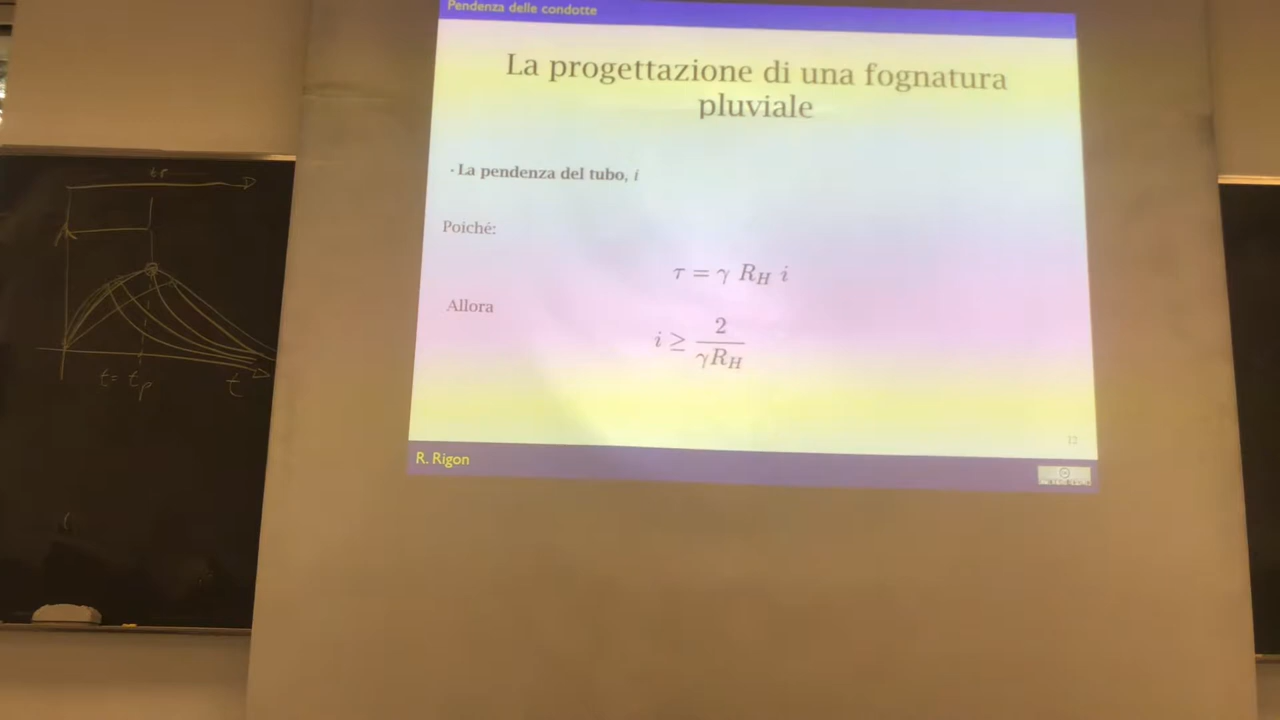 Pendenza delle condotte
La progettazione di una fognatura
pluviale
· La pendenza del tubo, i
Poiché:
τ = γ R_H i
Allora
i ≥ 2 / γR_H
12
R. Rigon
t = t_p
t